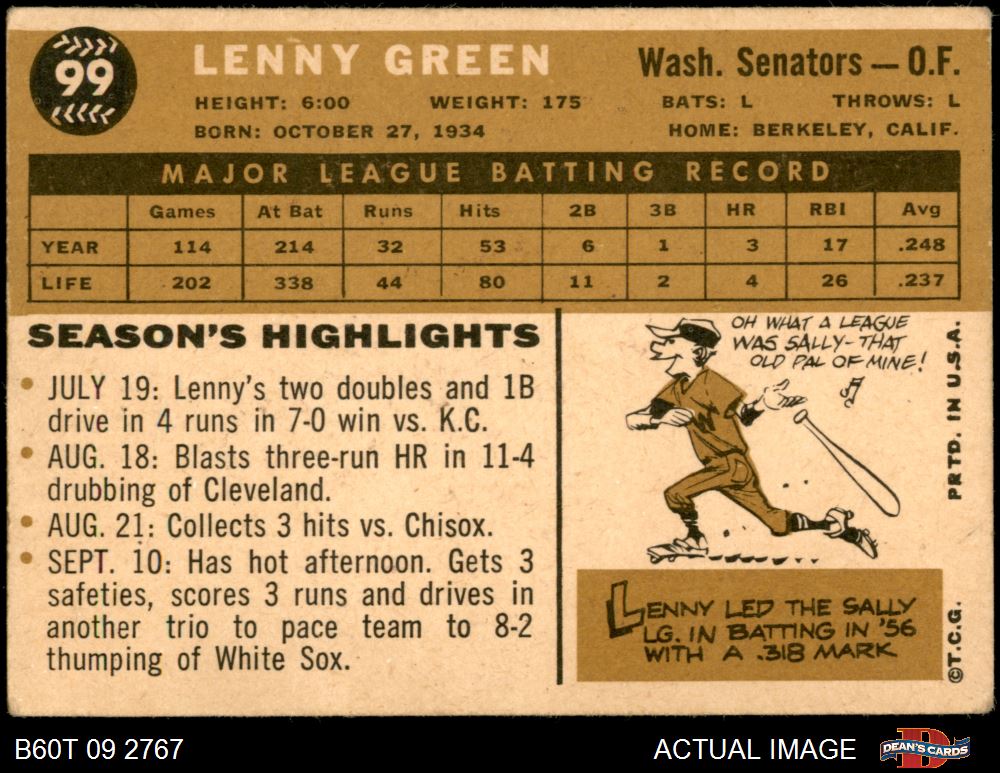 99
LENNY GREEN
Wash. Senators — O.F.
HEIGHT: 6:00 WEIGHT: 175 BATS: L THROWS: L
BORN: OCTOBER 27, 1934 HOME: BERKELEY, CALIF.
MAJOR LEAGUE BATTING RECORD
Games At Bat Runs Hits 2B 3B HR RBI Avg
YEAR 114 214 32 53 6 1 3 17 .248
LIFE 202 338 44 80 11 2 4 26 .237
SEASON'S HIGHLIGHTS
• JULY 19: Lenny's two doubles and 1B
drive in 4 runs in 7-0 win vs. K.C.
• AUG. 18: Blasts three-run HR in 11-4
drubbing of Cleveland.
• AUG. 21: Collects 3 hits vs. Chisox.
• SEPT. 10: Has hot afternoon. Gets 3
safeties, scores 3 runs and drives in
another trio to pace team to 8-2
thumping of White Sox.
OH WHAT A LEAGUE
WAS SALLY-THAT
OLD PAL OF MINE!
W
LENNY LED THE SALLY
LG. IN BATTING IN '56
WITH A .318 MARK
PRTD. IN U.S.A.
©T.C.G.
B60T 09 2767
ACTUAL IMAGE
DEAN'S CARDS